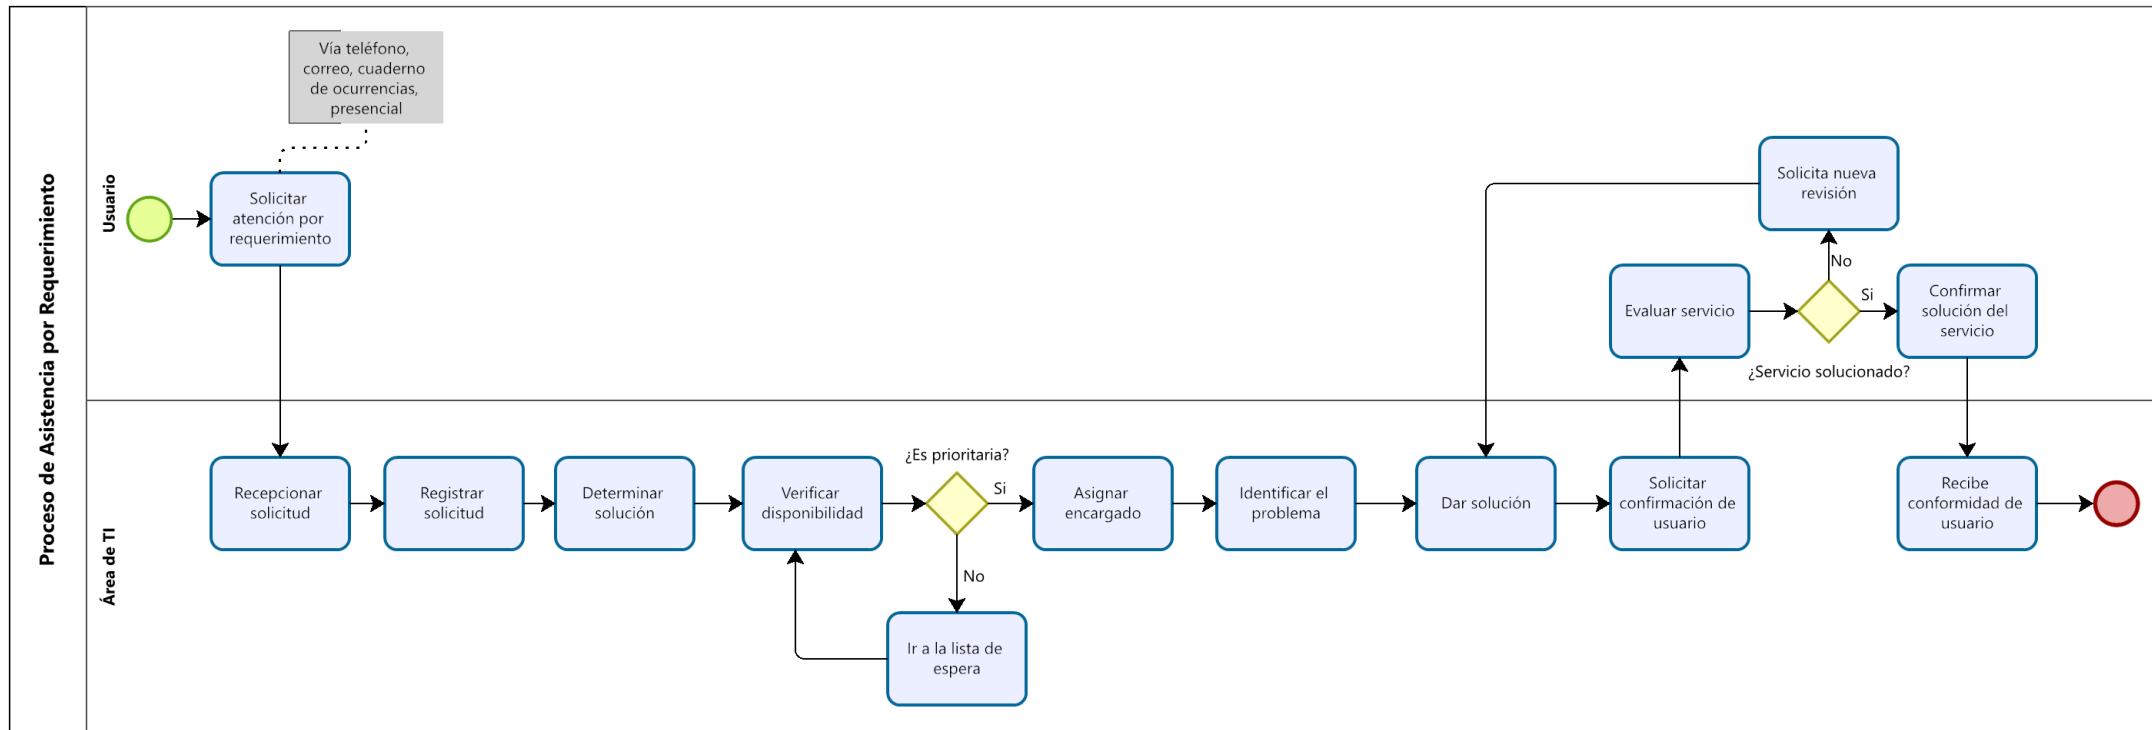 Proceso de Asistencia por Requerimiento
Usuario
Vía teléfono,
correo, cuaderno
de ocurrencias,
presencial
Solicitar
atención por
requerimiento
Solicita nueva
revisión
No
Evaluar servicio
Si
¿Servicio solucionado?
Confirmar
solución del
servicio
Área de TI
Recepcionar
solicitud
Registrar
solicitud
Determinar
solución
Verificar
disponibilidad
¿Es prioritaria?
Si
No
Ir a la lista de
espera
Asignar
encargado
Identificar el
problema
Dar solución
Solicitar
confirmación de
usuario
Recibe
conformidad de
usuario